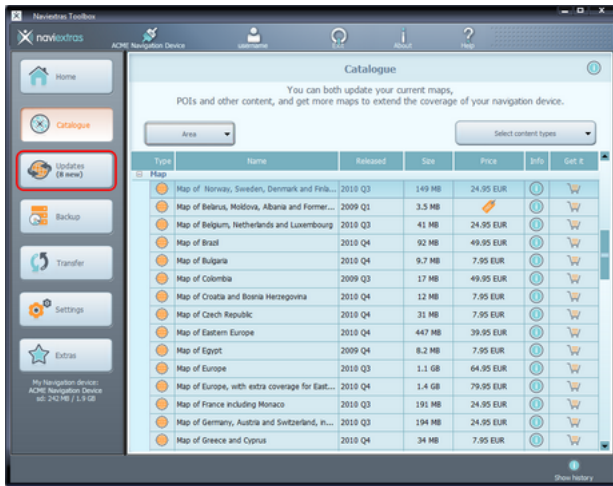 Naviextras Toolbox
naviextras
ACME Navigation Device
username
Exit
About
Help
Home
Catalogue
Updates
(8 new)
Backup
Transfer
Settings
Extras
My Navigation device:
ACME Navigation Device
sd: 242 MB / 1.9 GB
Catalogue
You can both update your current maps,
POIs and other content, and get more maps to extend the coverage of your navigation device.
Area
Select content types
Type Name Released Size Price Info Get it
Map
Map of Norway, Sweden, Denmark and Finla... 2010 Q3 149 MB 24.95 EUR
Map of Belarus, Moldova, Albania and Former... 2009 Q1 3.5 MB
Map of Belgium, Netherlands and Luxembourg 2010 Q3 41 MB 24.95 EUR
Map of Brazil 2010 Q4 92 MB 49.95 EUR
Map of Bulgaria 2010 Q4 9.7 MB 7.95 EUR
Map of Colombia 2009 Q3 17 MB 49.95 EUR
Map of Croatia and Bosnia Herzegovina 2010 Q4 12 MB 7.95 EUR
Map of Czech Republic 2010 Q4 31 MB 7.95 EUR
Map of Eastern Europe 2010 Q4 447 MB 39.95 EUR
Map of Egypt 2009 Q4 8.2 MB 7.95 EUR
Map of Europe 2010 Q3 1.1 GB 64.95 EUR
Map of Europe, with extra coverage for East... 2010 Q4 1.4 GB 79.95 EUR
Map of France including Monaco 2010 Q3 191 MB 24.95 EUR
Map of Germany, Austria and Switzerland, in... 2010 Q3 194 MB 24.95 EUR
Map of Greece and Cyprus 2010 Q4 34 MB 7.95 EUR
Show history